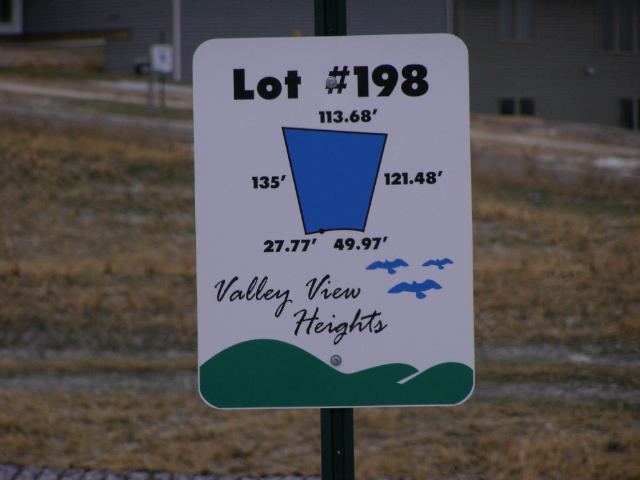 Lot #198
113.68'
135' 121.48'
27.77' 49.97'
Valley View
Heights